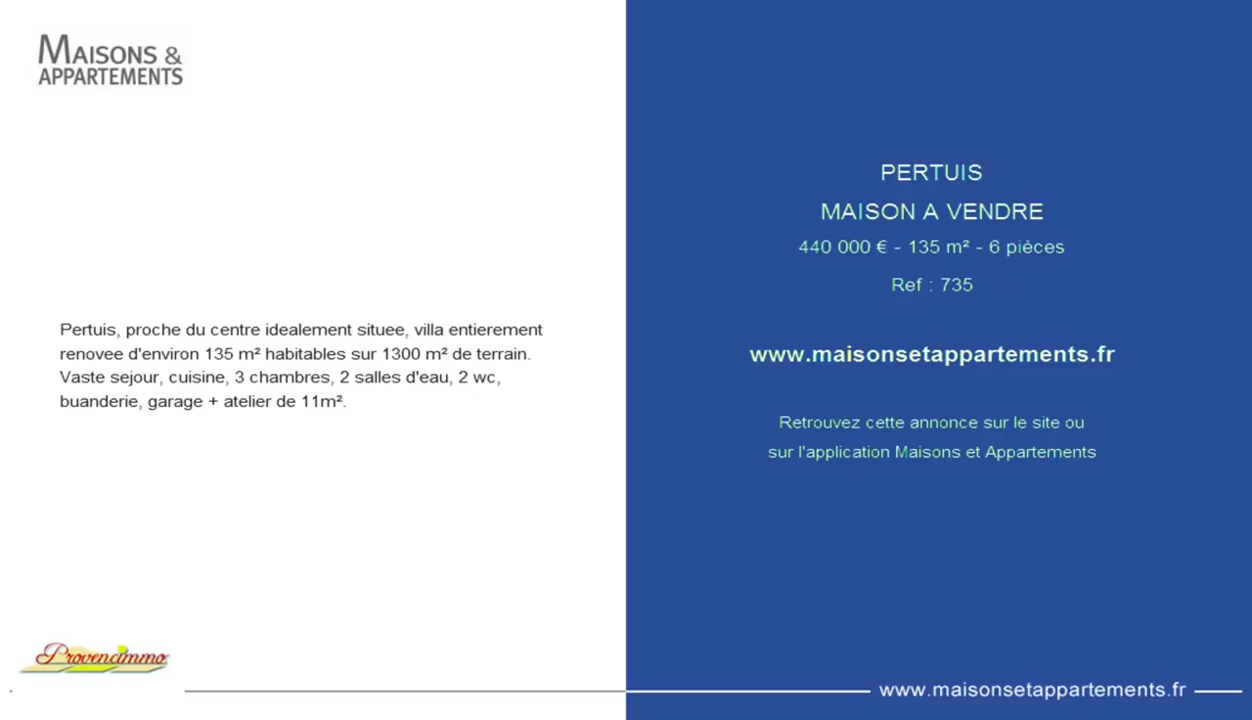 MAISONS &
APPARTEMENTS
Pertuis, proche du centre idealement situee, villa entierement
renovee d'environ 135 m² habitables sur 1300 m² de terrain.
Vaste sejour, cuisine, 3 chambres, 2 salles d'eau, 2 wc,
buanderie, garage + atelier de 11m².
Provencimmo
PERTUIS
MAISON A VENDRE
440 000 € - 135 m² - 6 pièces
Ref : 735
www.maisonsetappartements.fr
Retrouvez cette annonce sur le site ou
sur l'application Maisons et Appartements
www.maisonsetappartements.fr